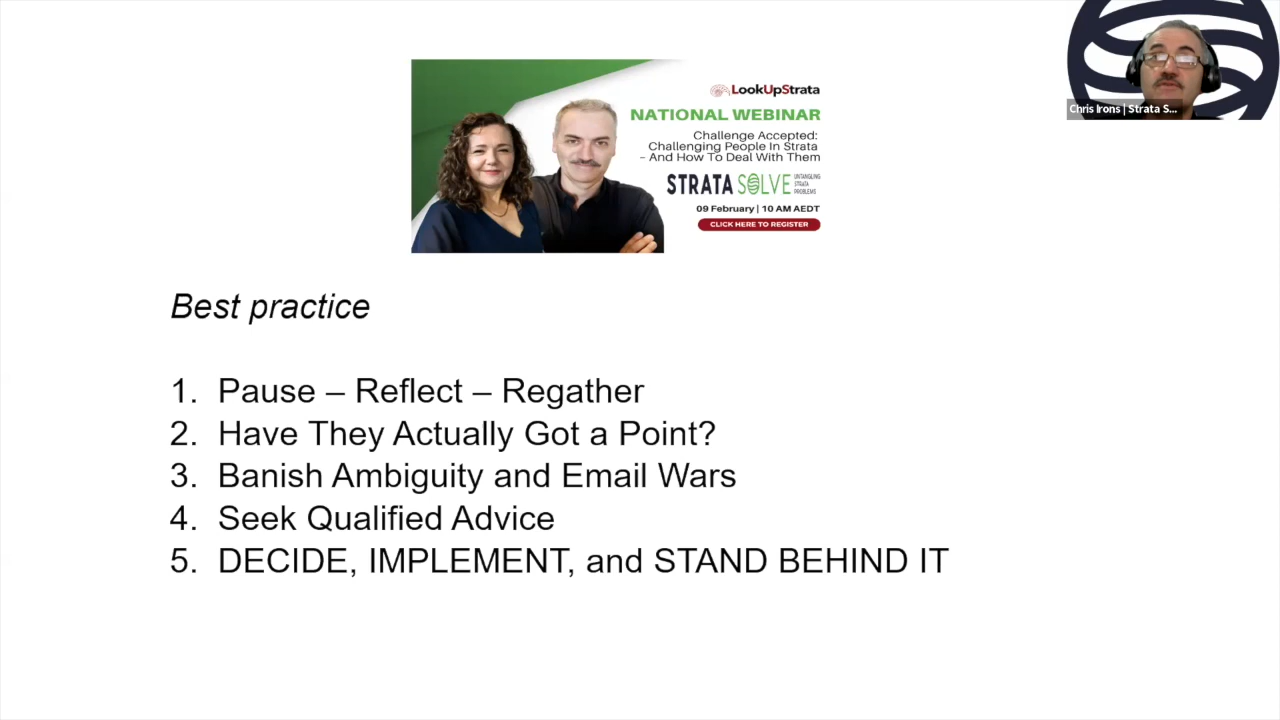 LookUpStrata
NATIONAL WEBINAR
Challenge Accepted:
Challenging People In Strata
– And How To Deal With Them
STRATA SOLVE
UNTANGLING
STRATA
PROBLEMS
09 February | 10 AM AEDT
CLICK HERE TO REGISTER
Chris Irons | Strata S...
Best practice
1. Pause – Reflect – Regather
2. Have They Actually Got a Point?
3. Banish Ambiguity and Email Wars
4. Seek Qualified Advice
5. DECIDE, IMPLEMENT, and STAND BEHIND IT